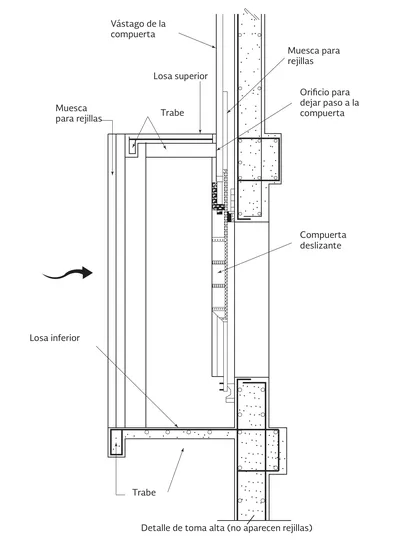 Vástago de la
compuerta
Muesca para
rejillas
Losa superior
Orificio para
dejar paso a la
compuerta
Muesca
para rejillas
Trabe
Compuerta
deslizante
Losa inferior
Trabe
Detalle de toma alta (no aparecen rejillas)